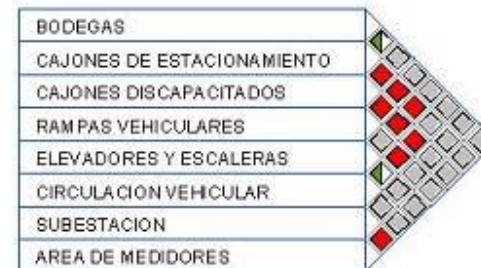 BODEGAS
CAJONES DE ESTACIONAMIENTO
CAJONES DISCAPACITADOS
RAMPAS VEHICULARES
ELEVADORES Y ESCALERAS
CIRCULACION VEHICULAR
SUBESTACION
AREA DE MEDIDORES